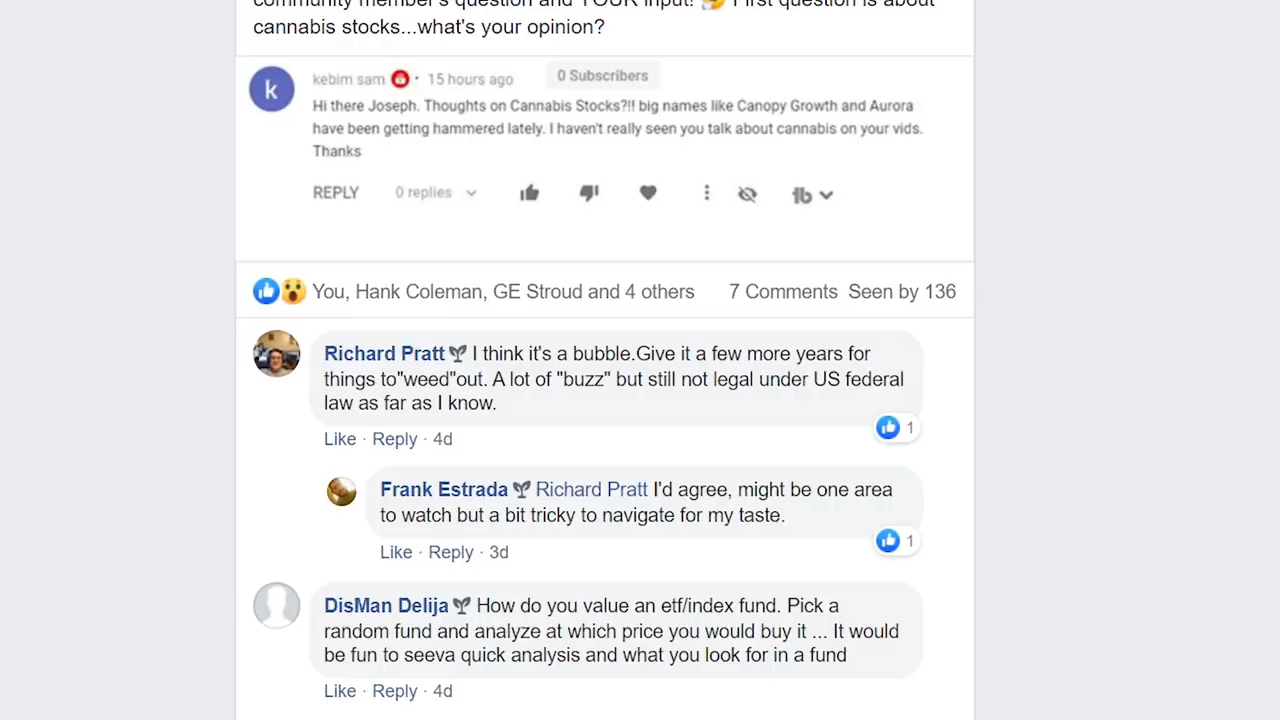 community member's question and YOUR input! 🤔 First question is about
cannabis stocks...what's your opinion?
k
kebim sam • 15 hours ago
0 Subscribers
Hi there Joseph. Thoughts on Cannabis Stocks?!! big names like Canopy Growth and Aurora
have been getting hammered lately. I haven't really seen you talk about cannabis on your vids.
Thanks
REPLY 0 replies
tb
You, Hank Coleman, GE Stroud and 4 others 7 Comments Seen by 136
Richard Pratt I think it's a bubble.Give it a few more years for
things to"weed"out. A lot of "buzz" but still not legal under US federal
law as far as I know.
1
Like · Reply · 4d
Frank Estrada Richard Pratt I'd agree, might be one area
to watch but a bit tricky to navigate for my taste.
1
Like · Reply · 3d
DisMan Delija How do you value an etf/index fund. Pick a
random fund and analyze at which price you would buy it ... It would
be fun to seeva quick analysis and what you look for in a fund
Like · Reply · 4d